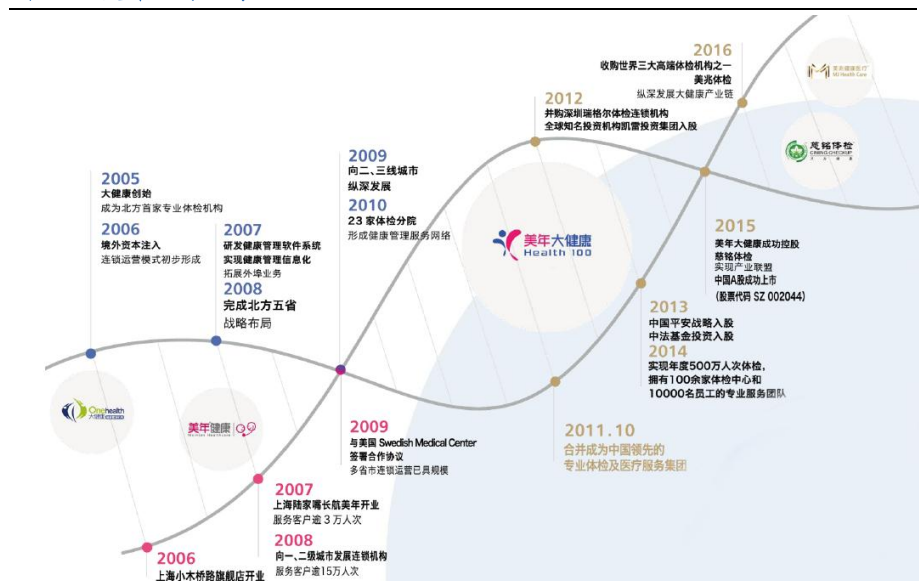 2005
大健康创始
成为北方首家专业体检机构
2006
境外资本注入
连锁运营模式初步形成
2007
研发健康管理软件系统
实现健康管理信息化
拓展外埠业务
2008
完成北方五省
战略布局
2009
向二、三线城市
纵深发展
2010
23 家体检分院
形成健康管理服务网络
2012
并购深圳瑞格尔体检连锁机构
全球知名投资机构凯雷投资集团入股
2016
收购世界三大高端体检机构之一
美兆体检
纵深发展大健康产业链
MJ Health Care
慈铭体检
美年大健康
Health 100
2015
美年大健康成功控股
慈铭体检
实现产业联盟
中国A股成功上市
(股票代码 SZ 002044)
2013
中国平安战略入股
中法基金投资入股
2014
实现年度500万人次体检,
拥有100余家体检中心和
10000名员工的专业服务团队
Onehealth
美年健康
2009
与美国 Swedish Medical Center
签署合作协议
多省市连锁运营已具规模
2011.10
合并成为中国领先的
专业体检及医疗服务集团
2007
上海陆家嘴长航美年开业
服务客户逾 3 万人次
2008
向一、二级城市发展连锁机构
服务客户逾15万人次
2006
上海小木桥路旗舰店开业